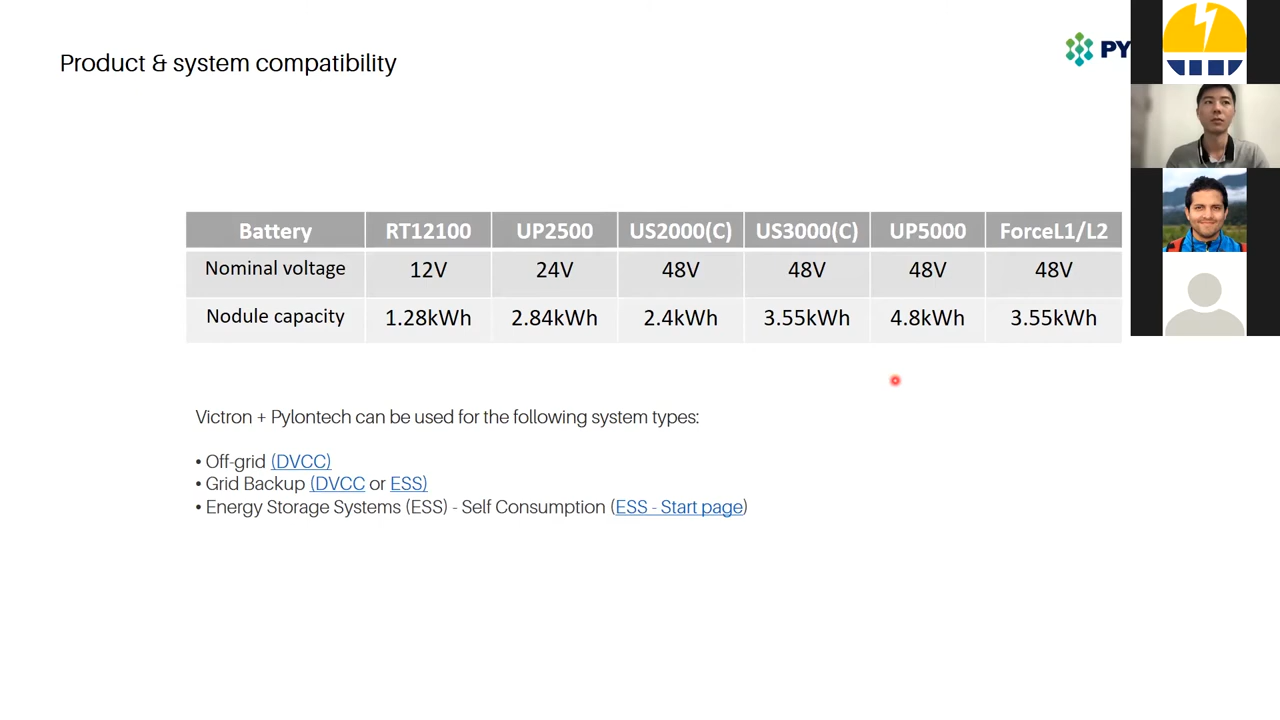 Product & system compatibility
PY
Battery RT12100 UP2500 US2000(C) US3000(C) UP5000 ForceL1/L2
Nominal voltage 12V 24V 48V 48V 48V 48V
Nodule capacity 1.28kWh 2.84kWh 2.4kWh 3.55kWh 4.8kWh 3.55kWh
Victron + Pylontech can be used for the following system types:
• Off-grid (DVCC)
• Grid Backup (DVCC or ESS)
• Energy Storage Systems (ESS) - Self Consumption (ESS - Start page)